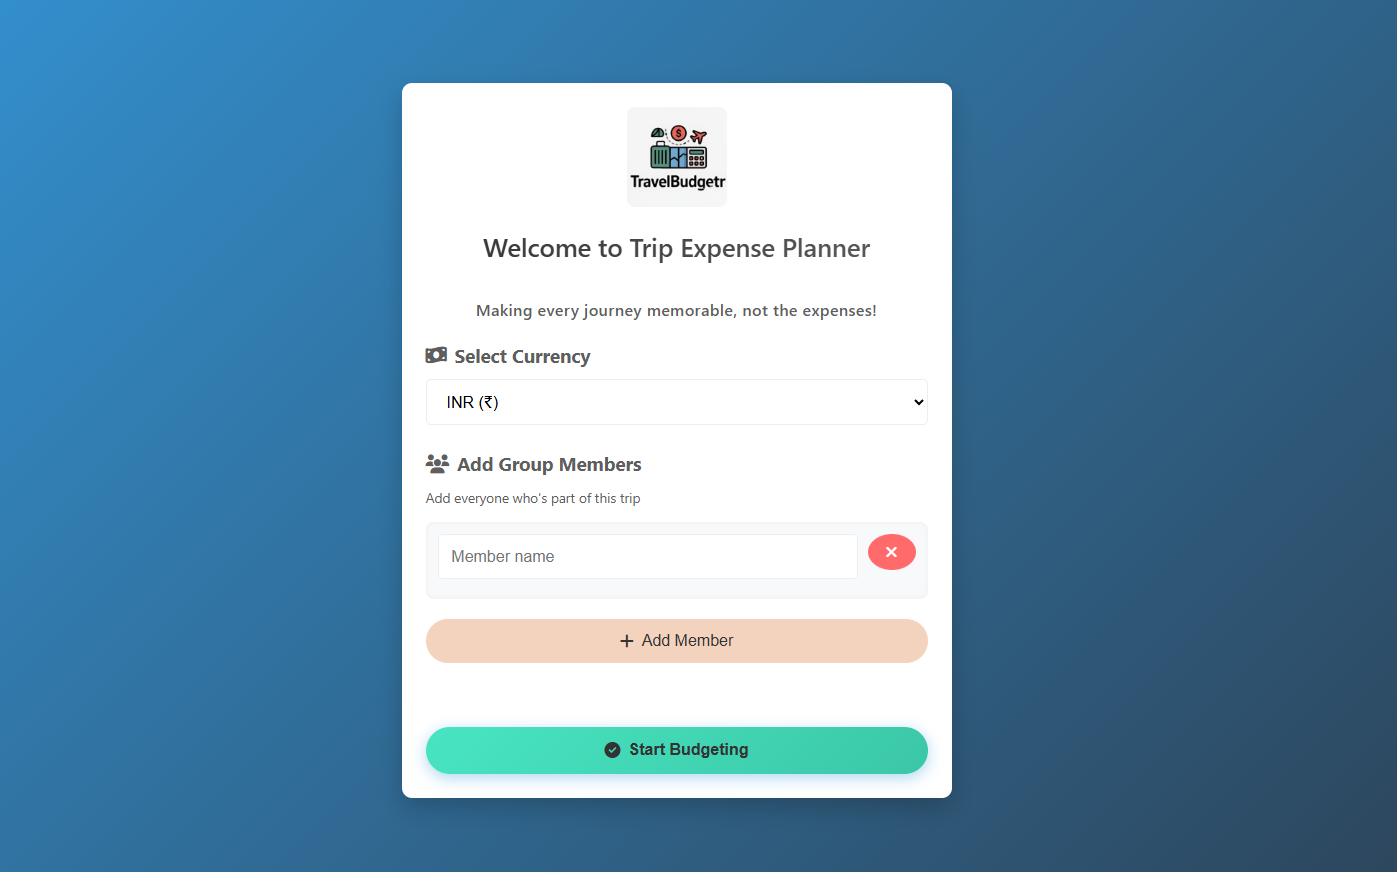 TravelBudgetr
Welcome to Trip Expense Planner
Making every journey memorable, not the expenses!
Select Currency
INR (₹)
Add Group Members
Add everyone who's part of this trip
Member name
Add Member
Start Budgeting